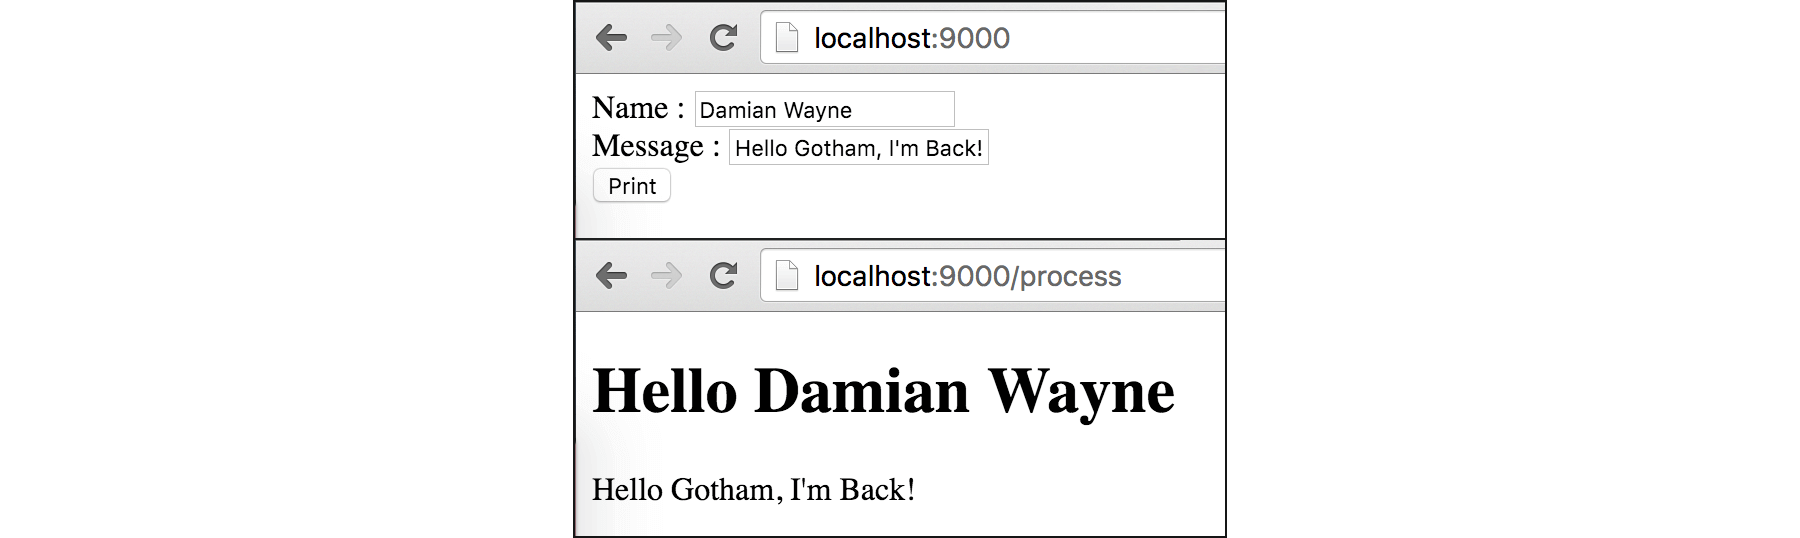 localhost:9000
Name : Damian Wayne
Message : Hello Gotham, I'm Back!
Print
localhost:9000/process
Hello Damian Wayne
Hello Gotham, I'm Back!